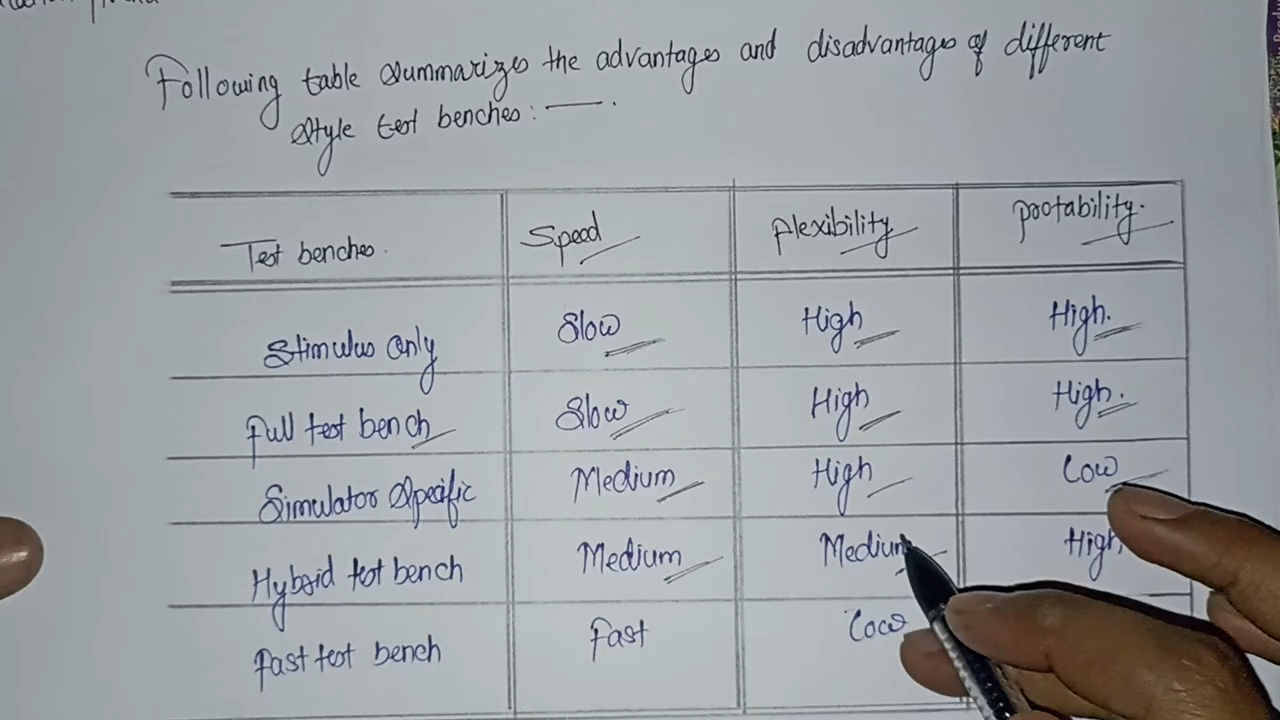 Following table summarizes the advantages and disadvantages of different
style test benches:
Test benches. Speed flexibility protability.
Stimulus Only Slow High High.
Full test bench Slow High High.
Simulator Specific Medium High Low
Hybrid test bench Medium Medium High
Fast test bench Fast Low